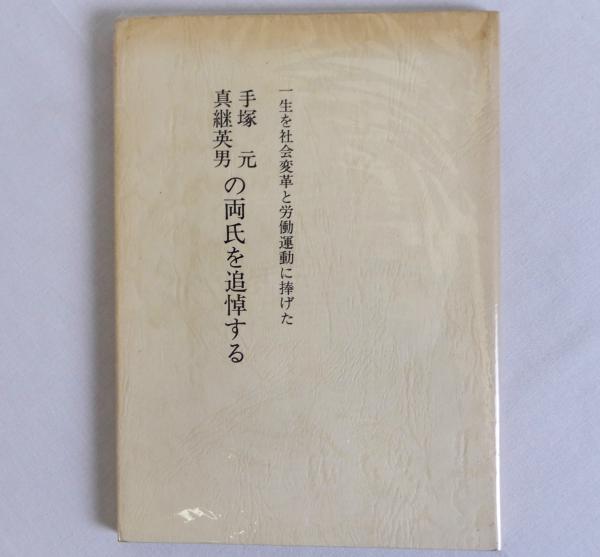 一生を社会変革と労働運動に捧げた
手塚　元
真継英男
の両氏を追悼する